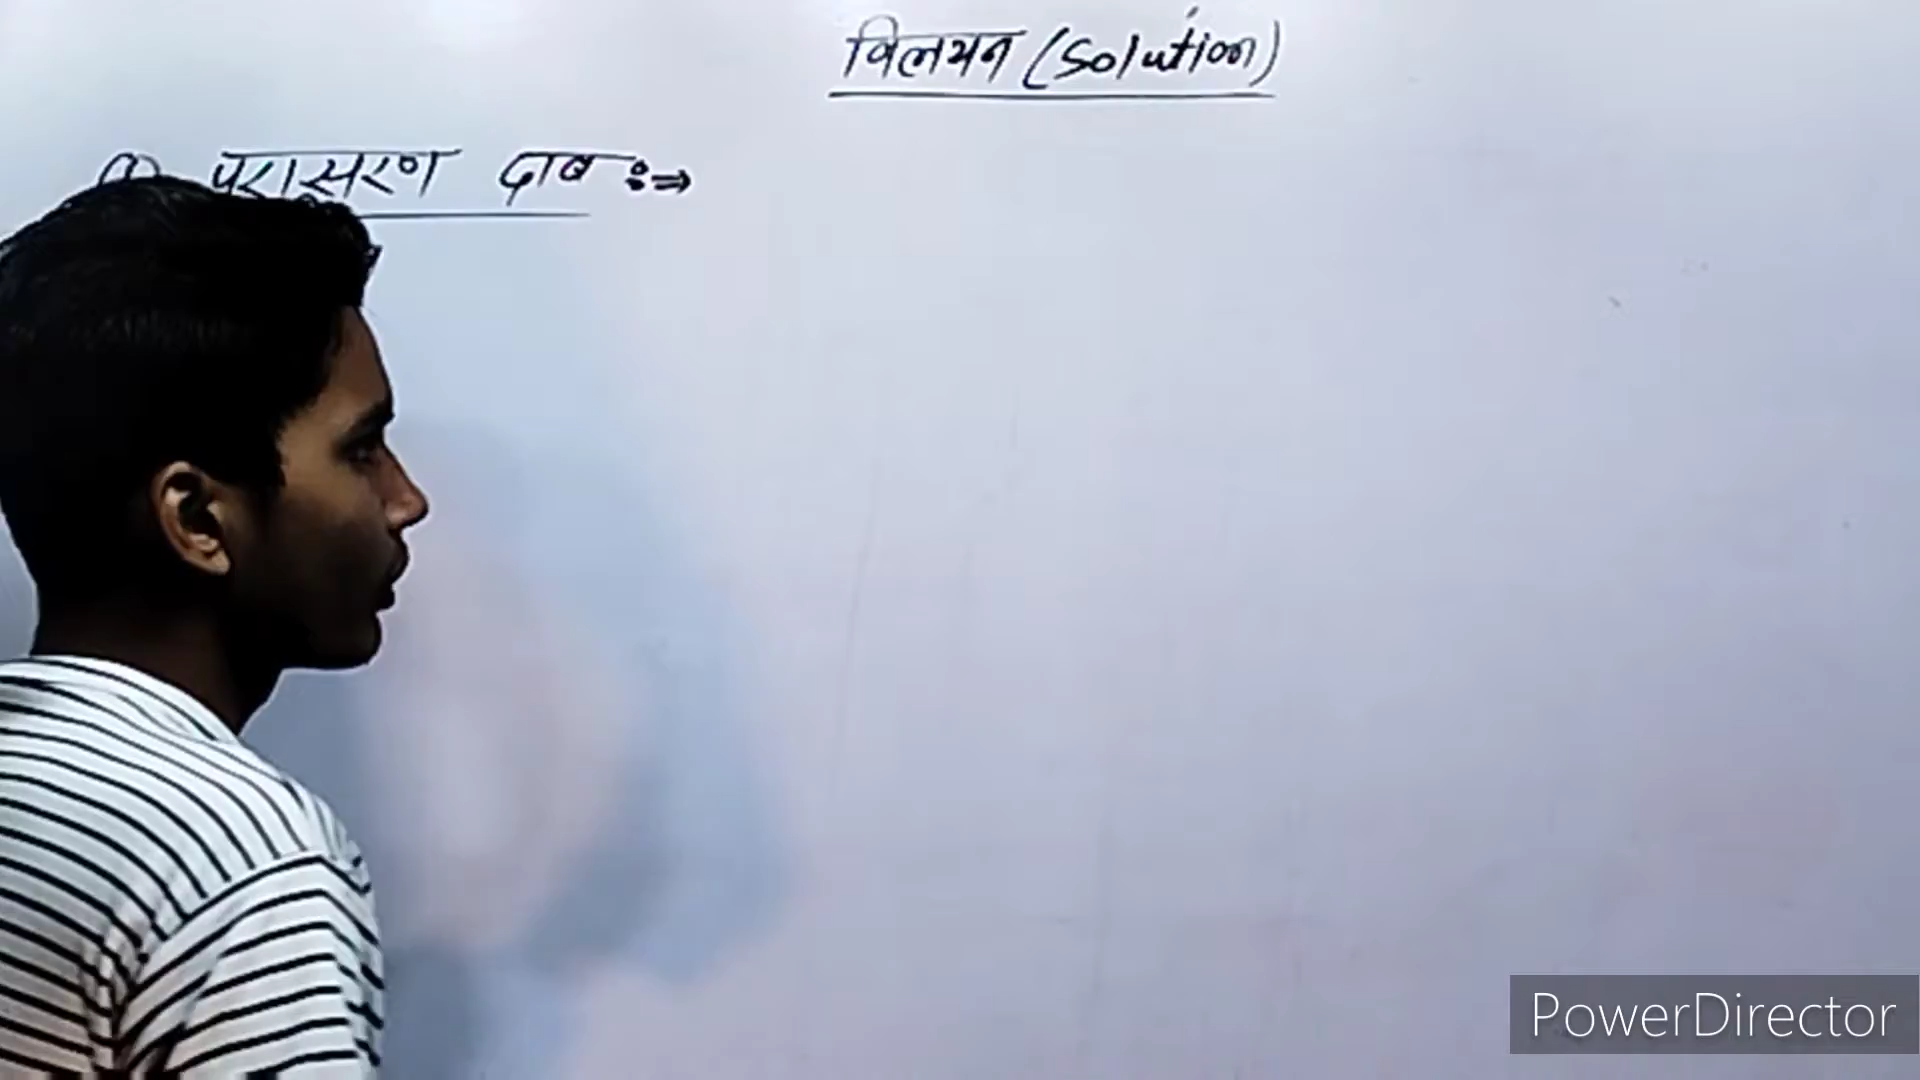 विलयन (Solution)
परासरण दाब :⇒
PowerDirector